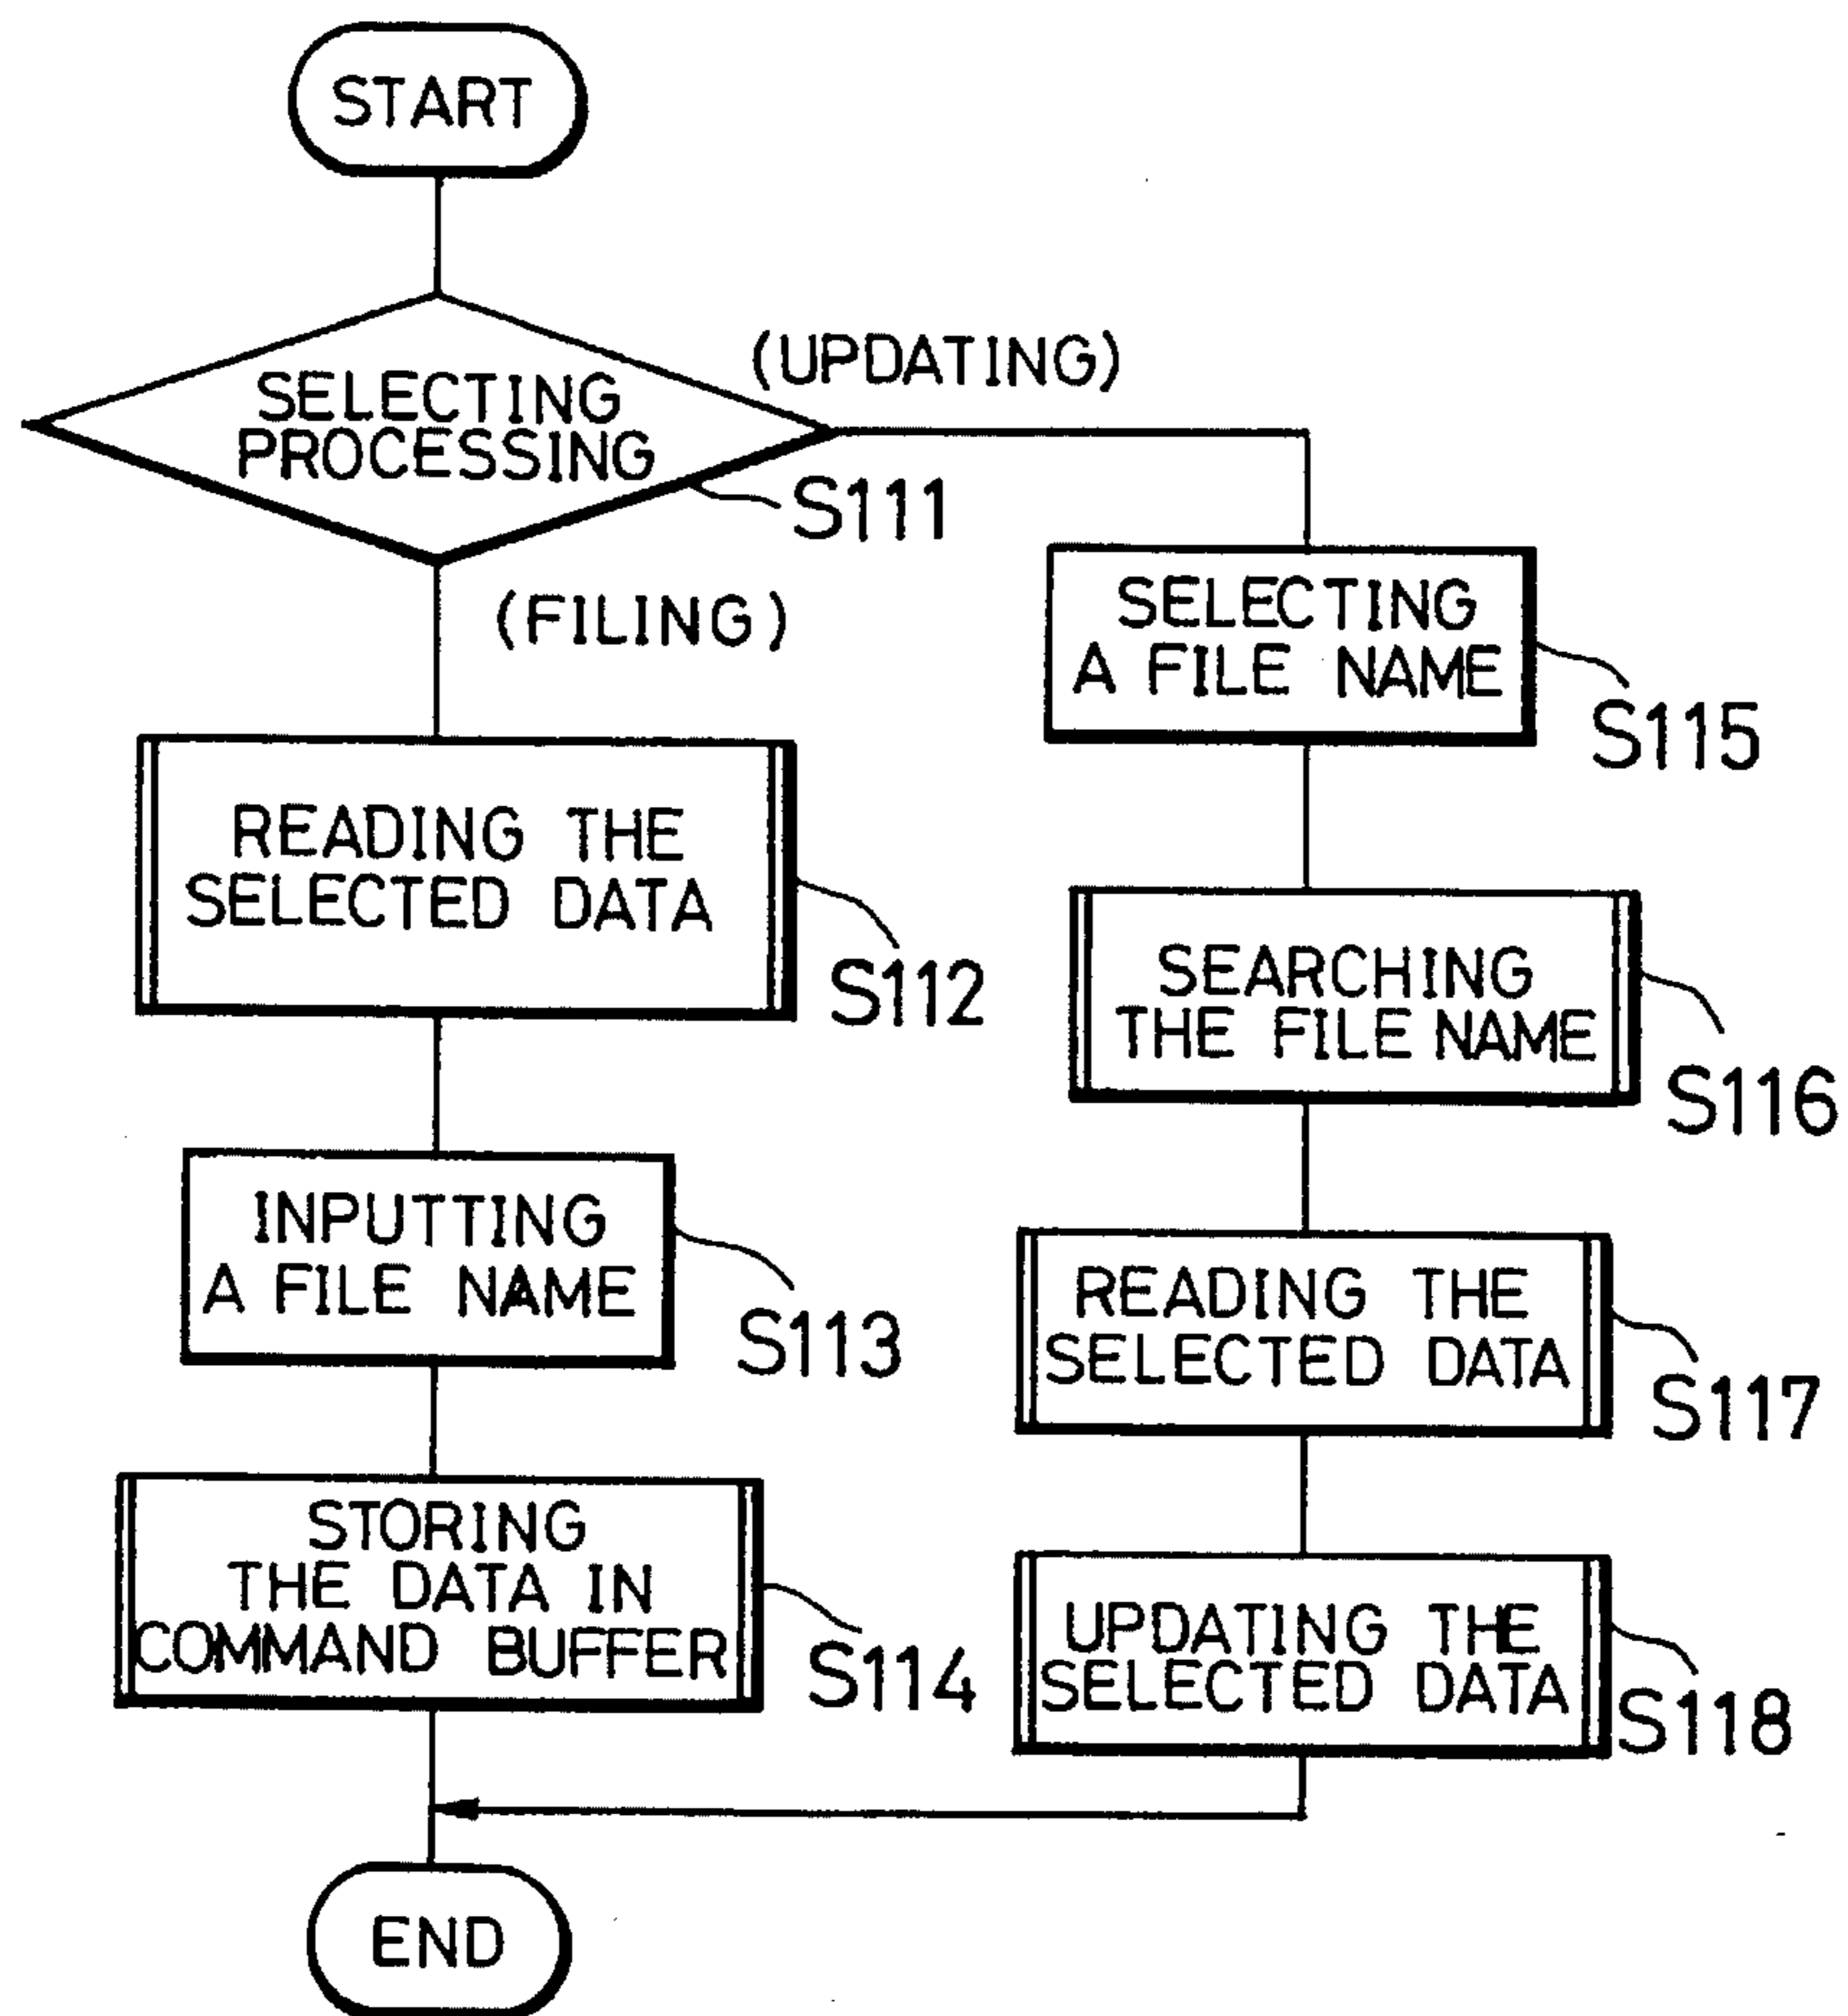 START
SELECTING
PROCESSING
S111
(UPDATING)
(FILING)
READING THE
SELECTED DATA
S112
INPUTTING
A FILE NAME
S113
STORING
THE DATA IN
COMMAND BUFFER
S114
SELECTING
A FILE NAME
S115
SEARCHING
THE FILE NAME
S116
READING THE
SELECTED DATA
S117
UPDATING THE
SELECTED DATA
S118
END